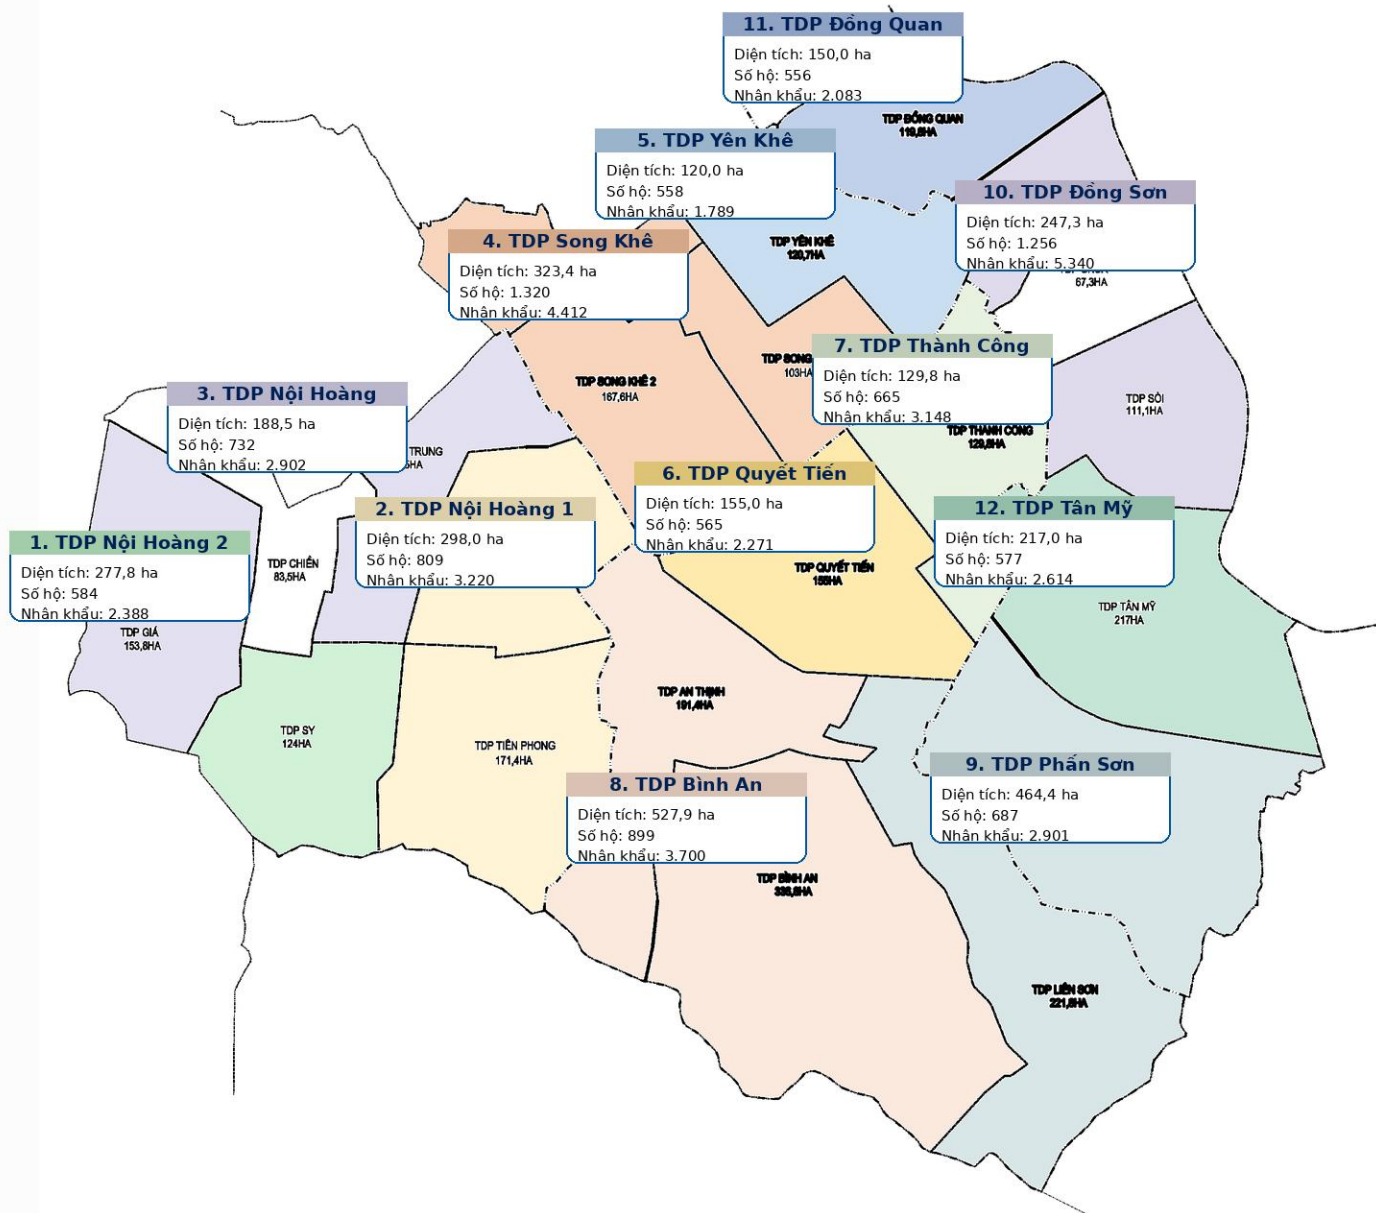 11. TDP Đồng Quan
Diện tích: 150,0 ha
Số hộ: 556
Nhân khẩu: 2.083
TDP ĐỒNG QUAN
119,8HA
5. TDP Yên Khê
Diện tích: 120,0 ha
Số hộ: 558
Nhân khẩu: 1.789
10. TDP Đồng Sơn
Diện tích: 247,3 ha
Số hộ: 1.256
Nhân khẩu: 5.340
67,3HA
4. TDP Song Khê
Diện tích: 323,4 ha
Số hộ: 1.320
Nhân khẩu: 4.412
TDP YÊN KHÊ
120,7HA
7. TDP Thành Công
Diện tích: 129,8 ha
Số hộ: 665
Nhân khẩu: 3.148
TDP SONG
103HA
TDP SONG KHÊ 2
167,6HA
3. TDP Nội Hoàng
Diện tích: 188,5 ha
Số hộ: 732
Nhân khẩu: 2.902
TRUNG
TDP SÒI
111,1HA
TDP THÀNH CÔNG
129,8HA
6. TDP Quyết Tiến
Diện tích: 155,0 ha
Số hộ: 565
Nhân khẩu: 2.271
TDP QUYẾT TIẾN
155HA
2. TDP Nội Hoàng 1
Diện tích: 298,0 ha
Số hộ: 809
Nhân khẩu: 3.220
12. TDP Tân Mỹ
Diện tích: 217,0 ha
Số hộ: 577
Nhân khẩu: 2.614
TDP TÂN MỸ
217HA
1. TDP Nội Hoàng 2
Diện tích: 277,8 ha
Số hộ: 584
Nhân khẩu: 2.388
TDP CHIỀN
83,5HA
TDP GIÁ
153,8HA
TDP AN THỊNH
191,4HA
TDP SY
124HA
TDP TIÊN PHONG
171,4HA
8. TDP Bình An
Diện tích: 527,9 ha
Số hộ: 899
Nhân khẩu: 3.700
TDP BÌNH AN
9. TDP Phấn Sơn
Diện tích: 464,4 ha
Số hộ: 687
Nhân khẩu: 2.901
TDP LIÊN SƠN